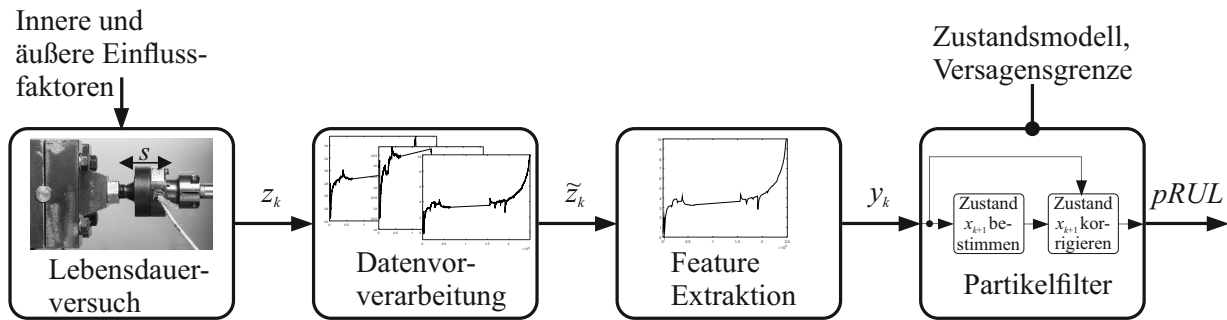 Innere und
äußere Einfluss-
faktoren
s
Lebensdauer-
versuch
z_k
Datenvor-
verarbeitung
z̃_k
Feature
Extraktion
y_k
Zustandsmodell,
Versagensgrenze
Zustand
x_{k+1} be-
stimmen
Zustand
x_{k+1} kor-
rigieren
Partikelfilter
pRUL